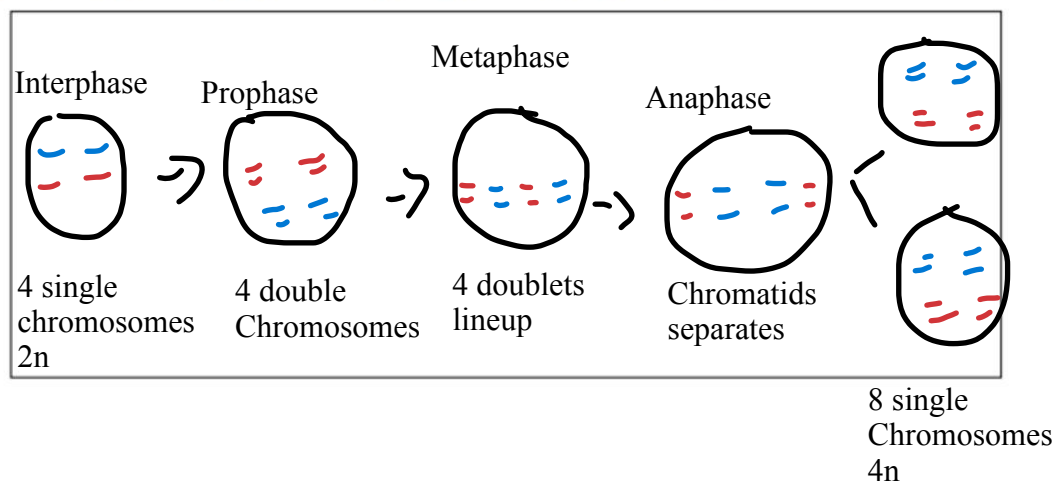 Interphase
Prophase
Metaphase
Anaphase
4 single
chromosomes
2n
4 double
Chromosomes
4 doublets
lineup
Chromatids
separates
8 single
Chromosomes
4n